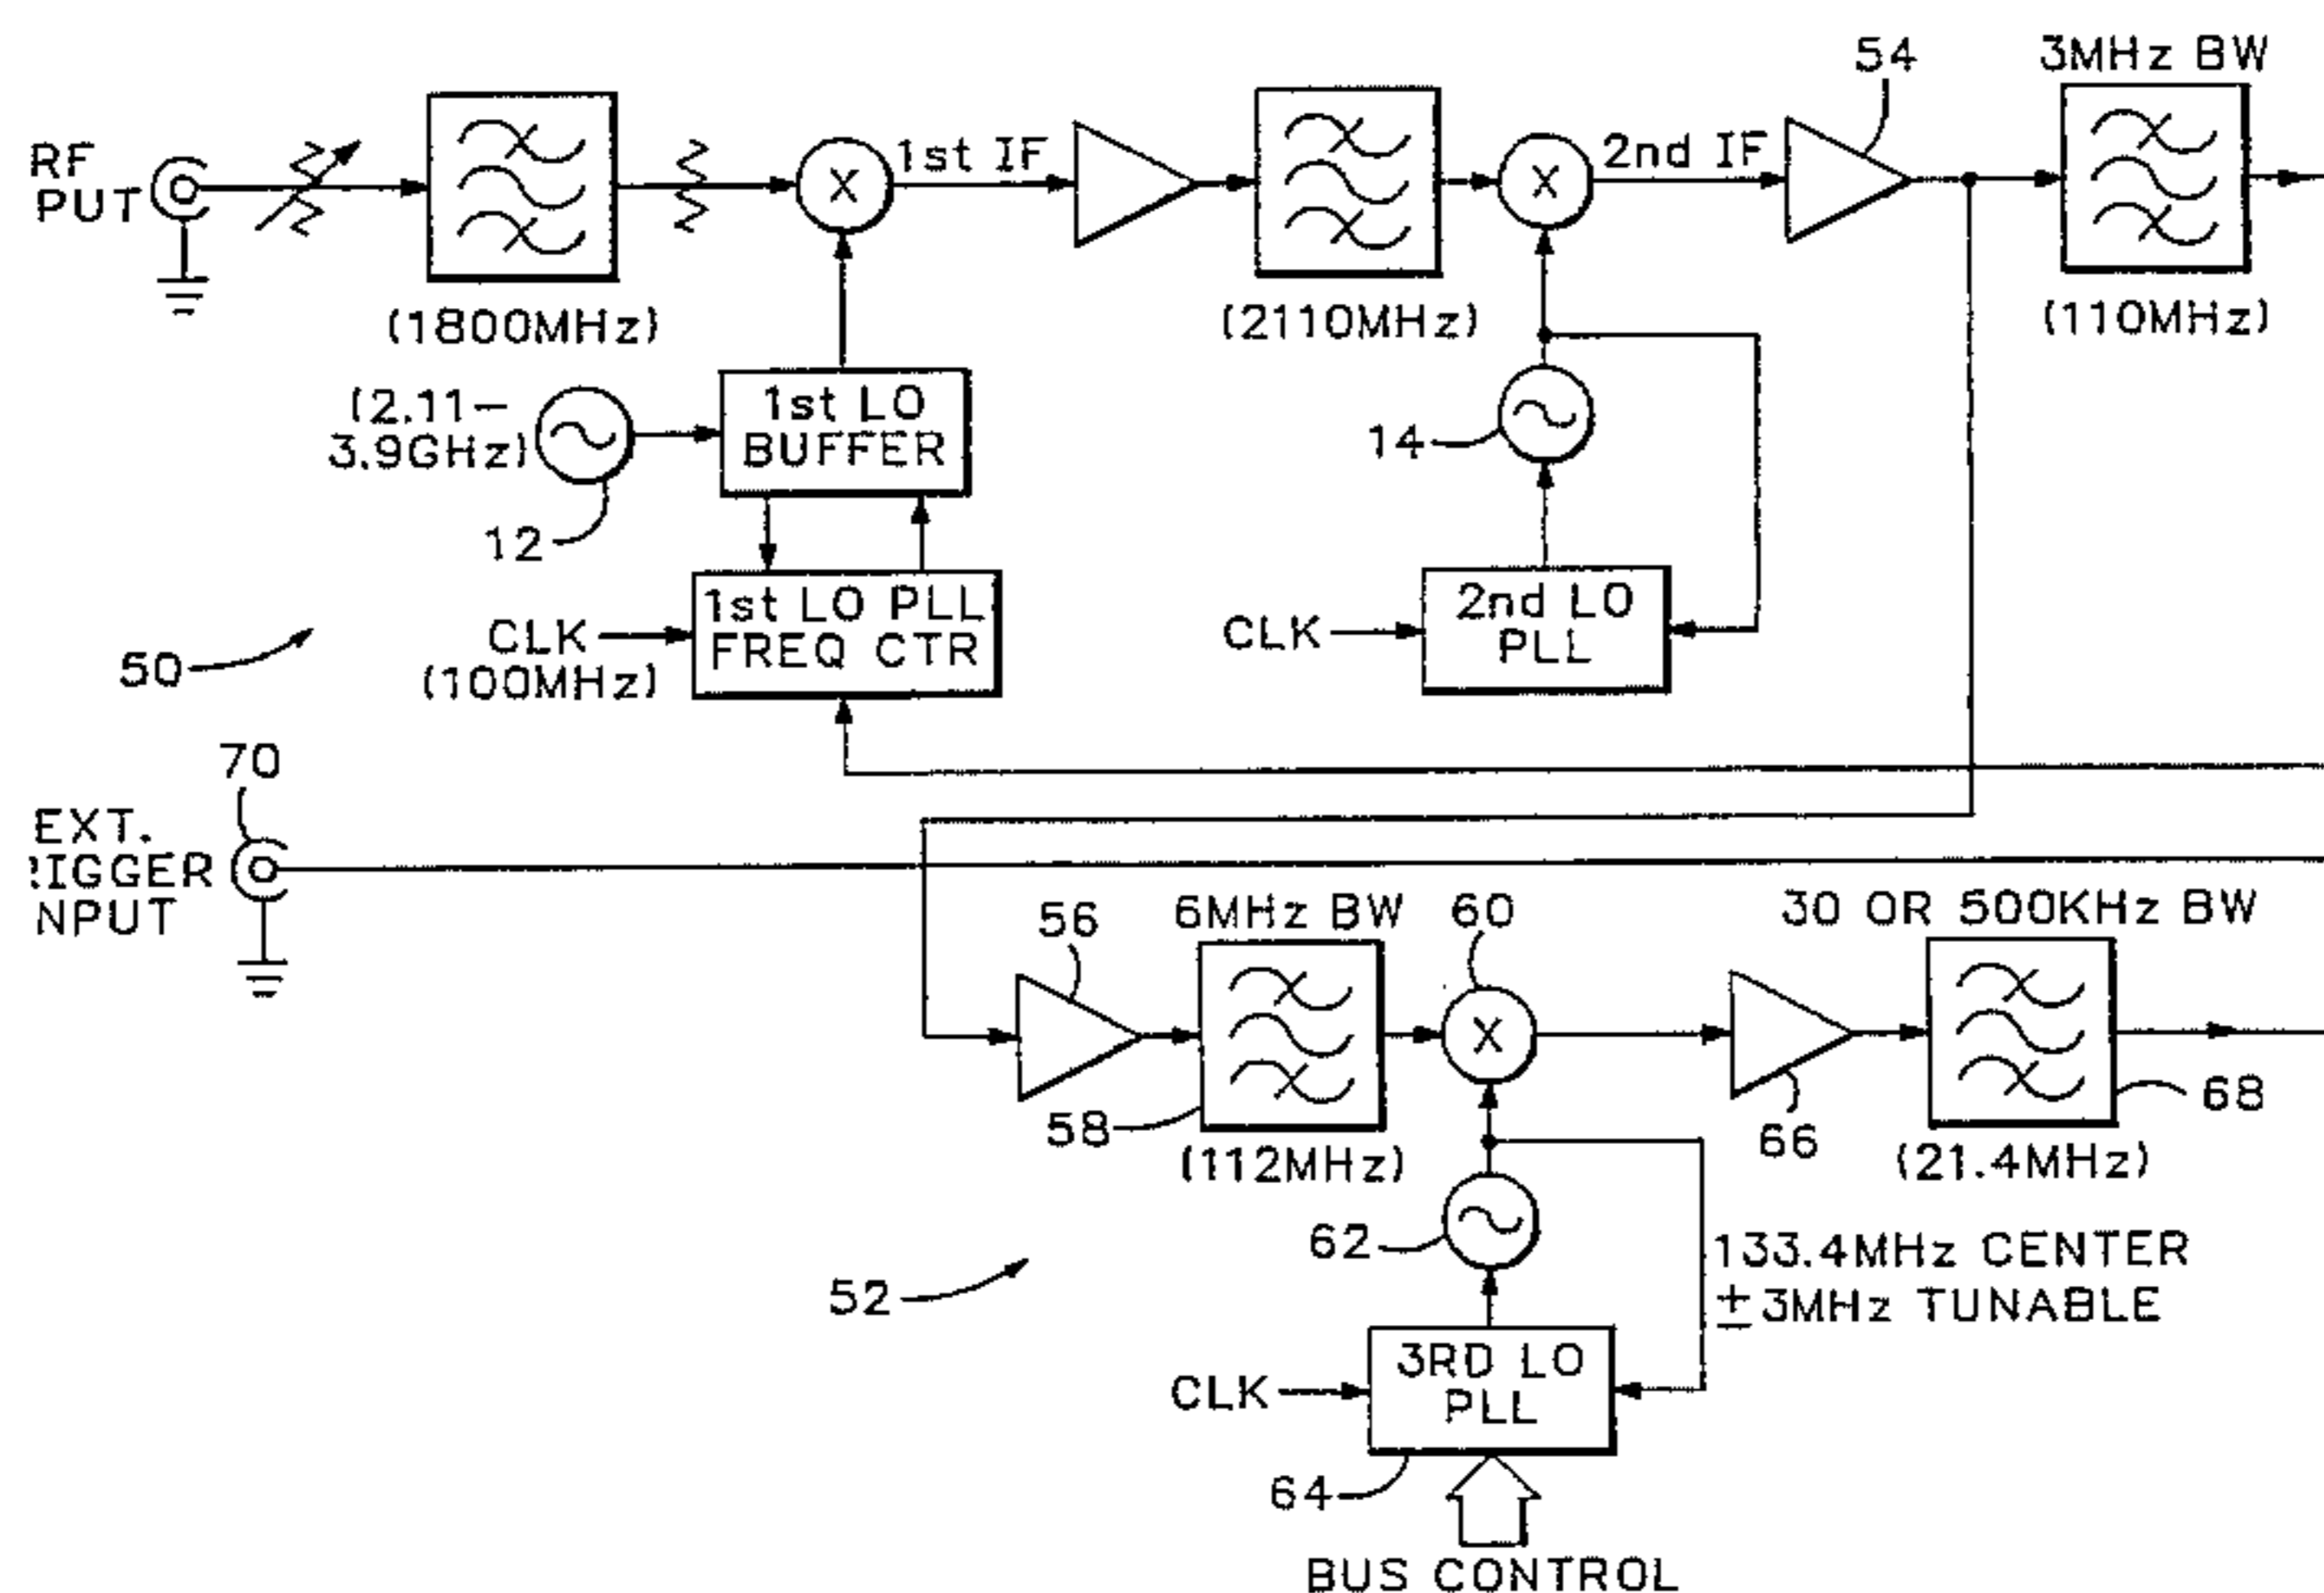 54
3MHz BW
RF
PUT
1st IF
2nd IF
(1800MHz)
(2110MHz)
(110MHz)
(2.11–
3.9GHz)
1st LO
BUFFER
14
12
1st LO PLL
FREQ CTR
CLK
(100MHz)
2nd LO
PLL
CLK
50
70
EXT.
RIGGER
NPUT
56
6MHz BW
60
30 OR 500KHz BW
58
(112MHz)
66
68
(21.4MHz)
62
133.4MHz CENTER
±3MHz TUNABLE
52
3RD LO
PLL
CLK
64
BUS CONTROL